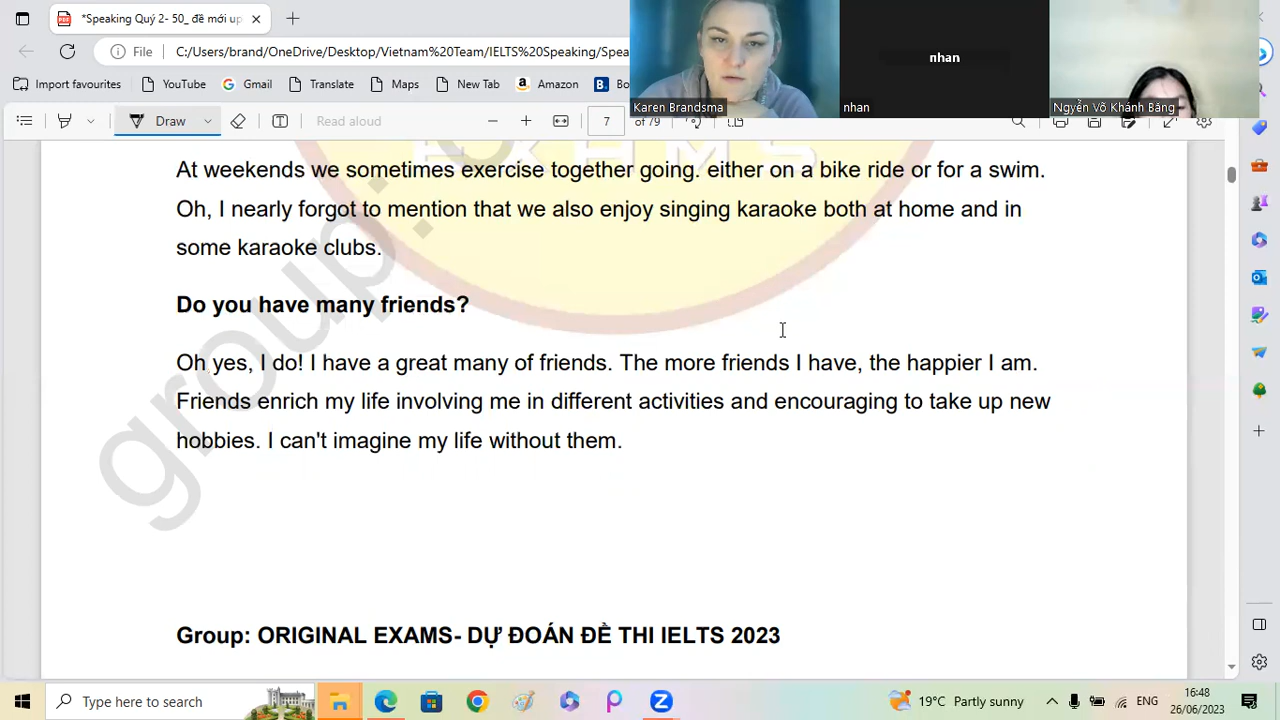 *Speaking Quý 2- 50_ đề mới up
File
C:/Users/brand/OneDrive/Desktop/Vietnam%20Team/IELTS%20Speaking/Spea
Import favourites
YouTube
Gmail
Translate
Maps
New Tab
Amazon
Bo
Karen Brandsma
nhan
nhan
Nguyễn Võ Khánh Băng
Draw
Read aloud
7
of 79
EXAMS
At weekends we sometimes exercise together going. either on a bike ride or for a swim.
Oh, I nearly forgot to mention that we also enjoy singing karaoke both at home and in
some karaoke clubs.
Do you have many friends?
Oh yes, I do! I have a great many of friends. The more friends I have, the happier I am.
Friends enrich my life involving me in different activities and encouraging to take up new
hobbies. I can't imagine my life without them.
group:
Group: ORIGINAL EXAMS- DỰ ĐOÁN ĐỀ THI IELTS 2023
Type here to search
19°C Partly sunny
ENG
16:48
26/06/2023